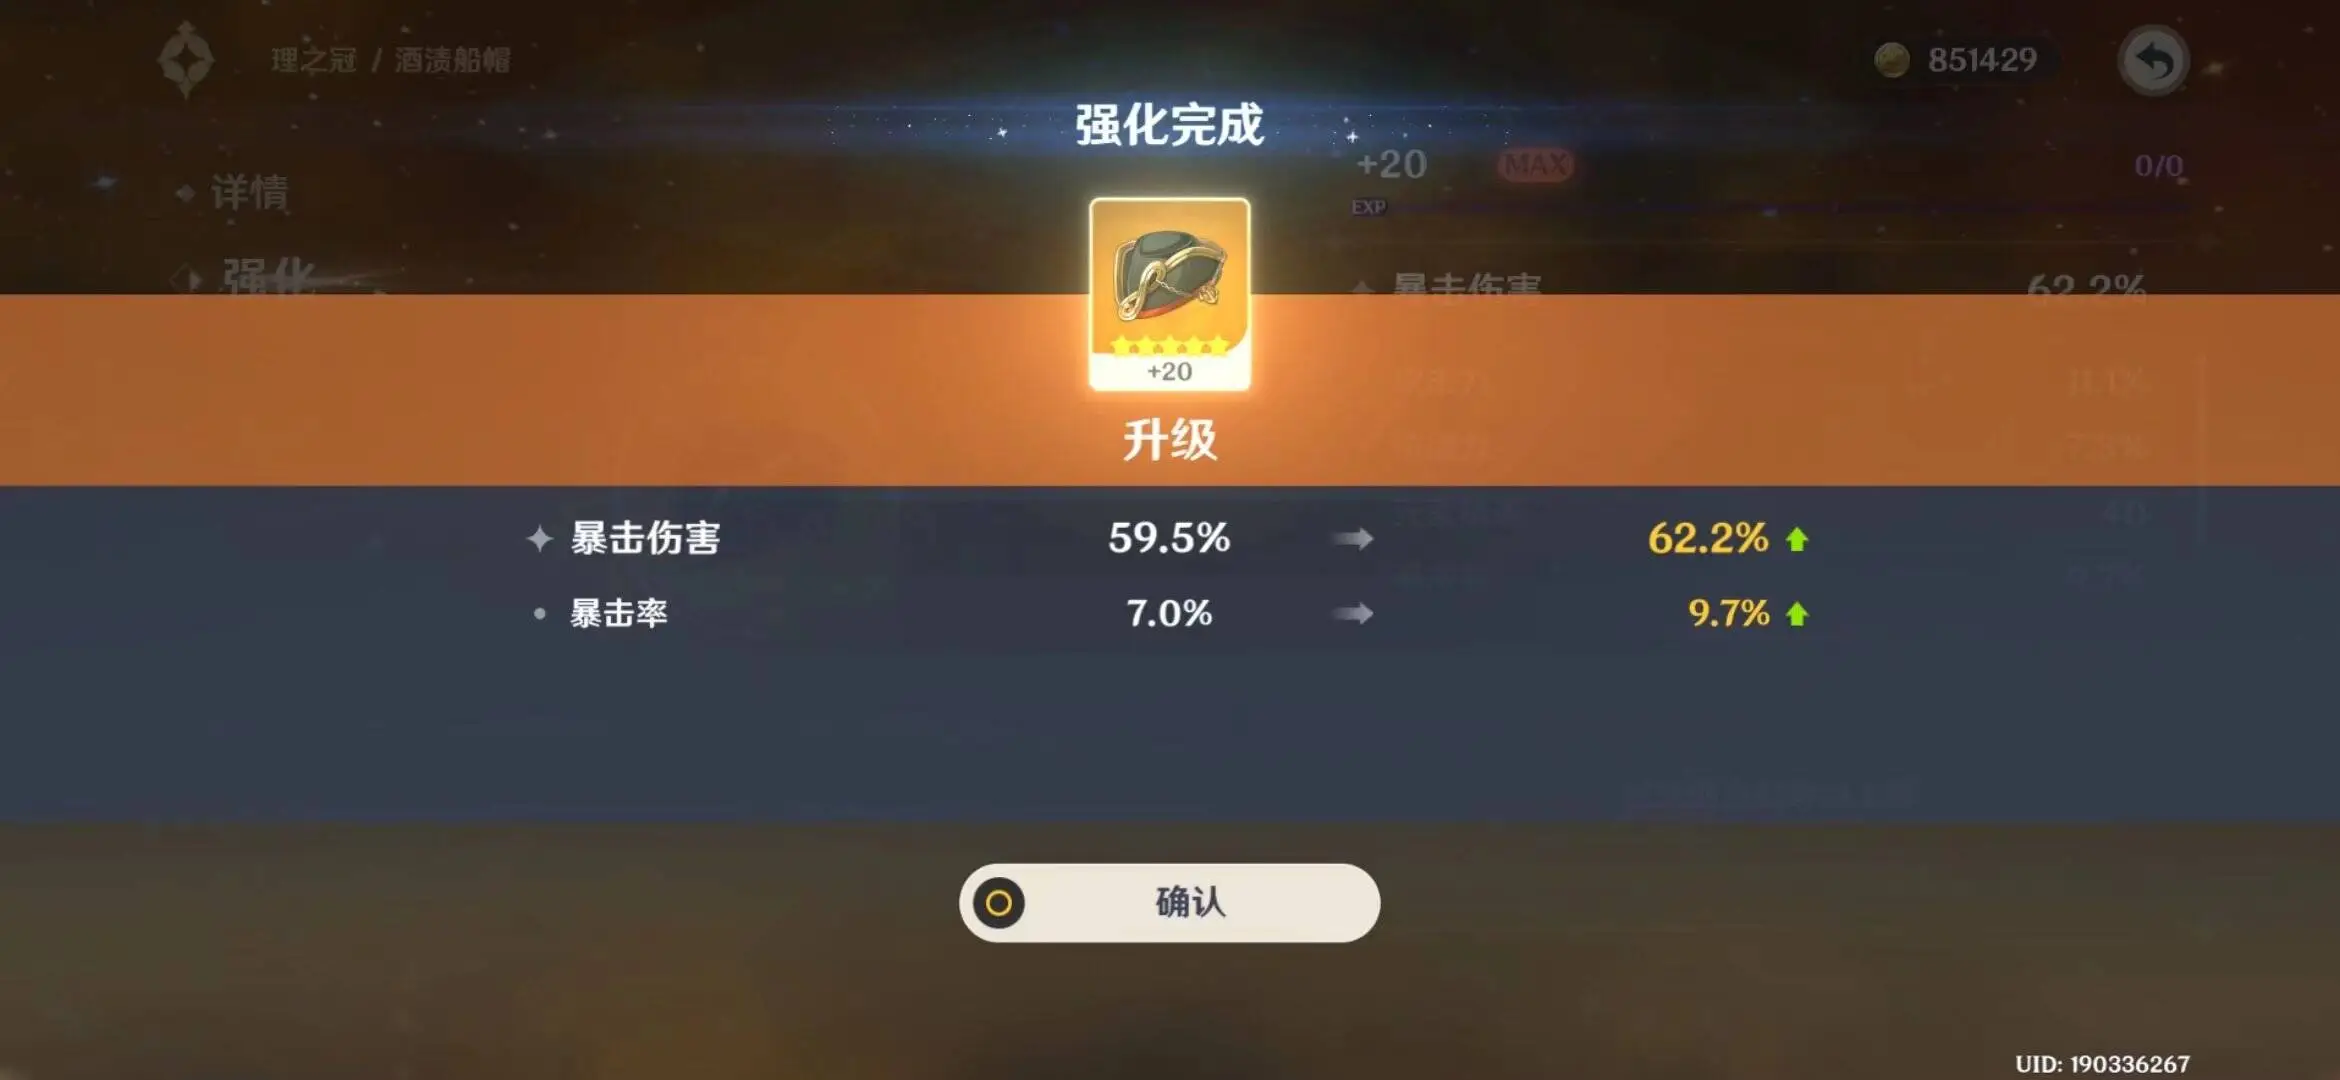 理之冠 / 酒渍船帽
851429
强化完成
+20 MAX 0/0
EXP
详情
强化
暴击伤害 62.2%
+20
升级
暴击伤害 59.5% 62.2%
暴击率 7.0% 9.7%
确认
UID: 190336267